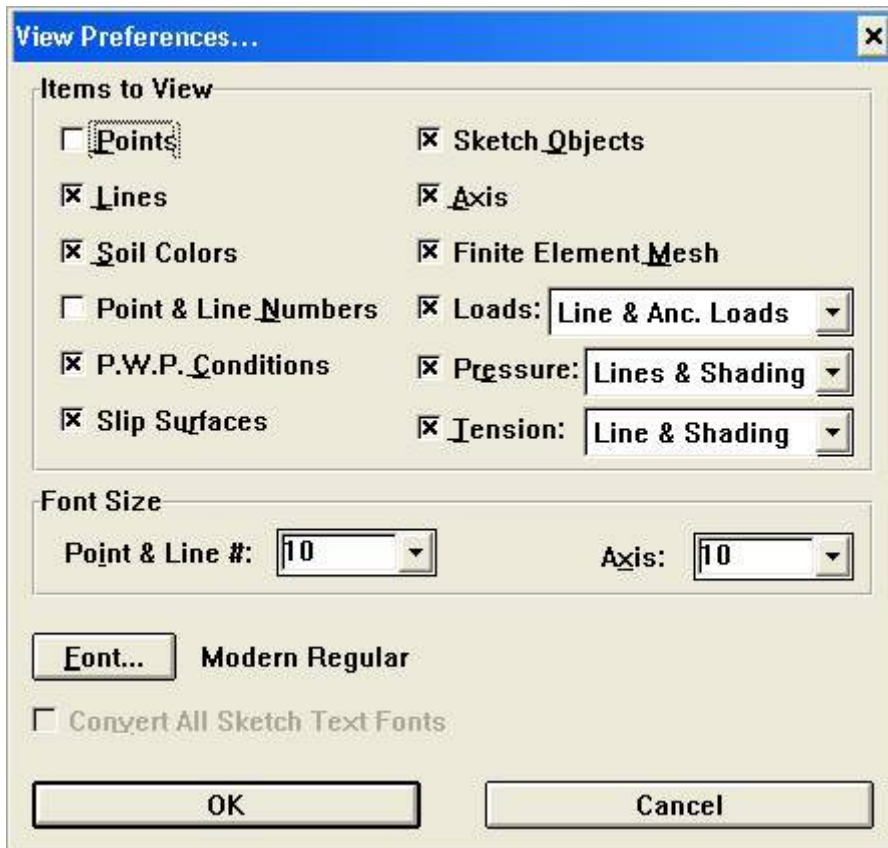 View Preferences...
Items to View
Points
Sketch Objects
Lines
Axis
Soil Colors
Finite Element Mesh
Point & Line Numbers
Loads: Line & Anc. Loads
P.W.P. Conditions
Pressure: Lines & Shading
Slip Surfaces
Tension: Line & Shading
Font Size
Point & Line #: 10
Axis: 10
Font... Modern Regular
Convert All Sketch Text Fonts
OK
Cancel